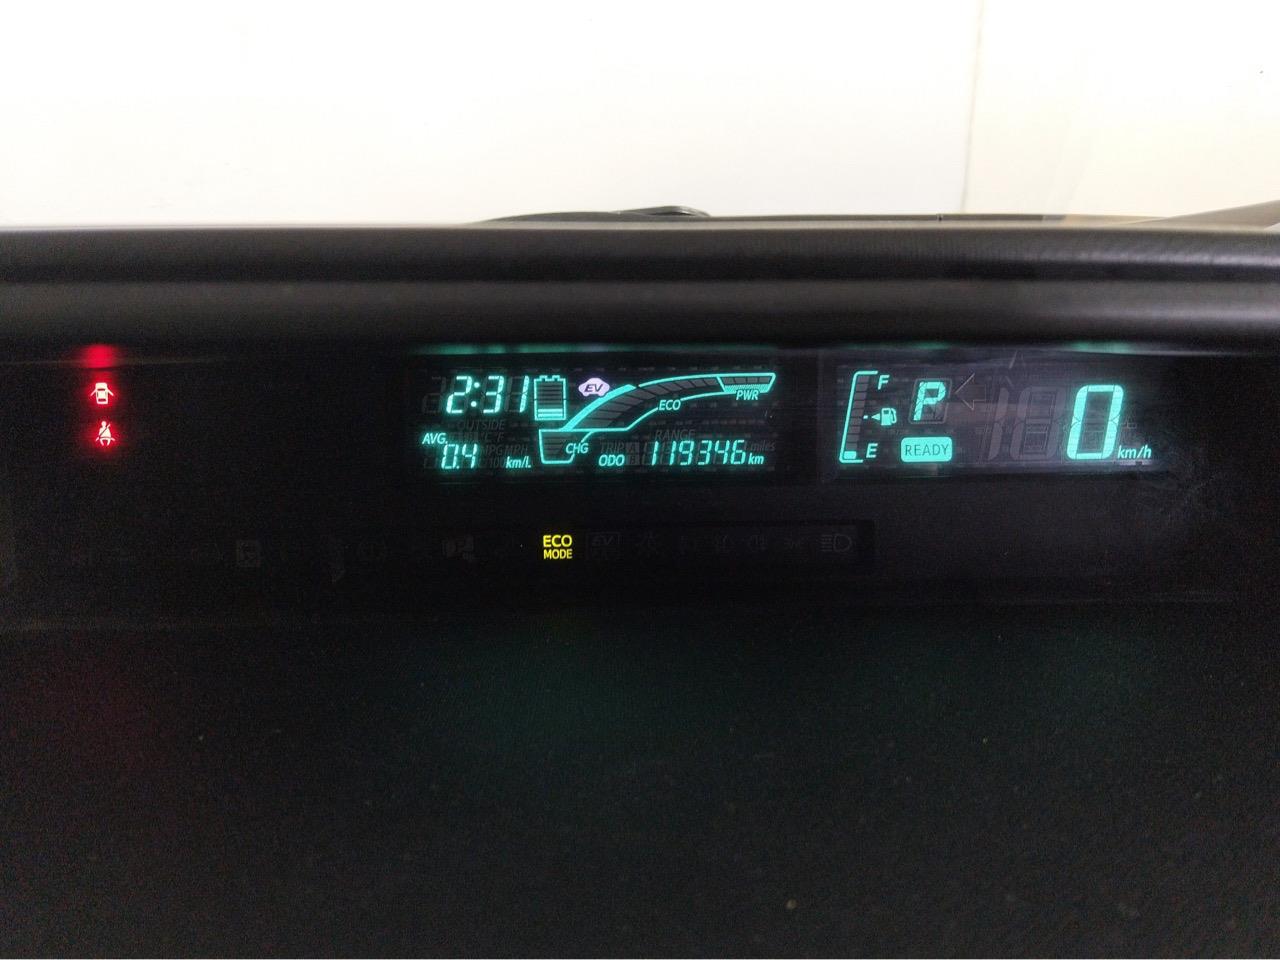 2:31 EV
ECO PWR
AVG. CHG
0.4 km/L ODO 119346 km
F P
E READY 0 km/h
ECO
MODE